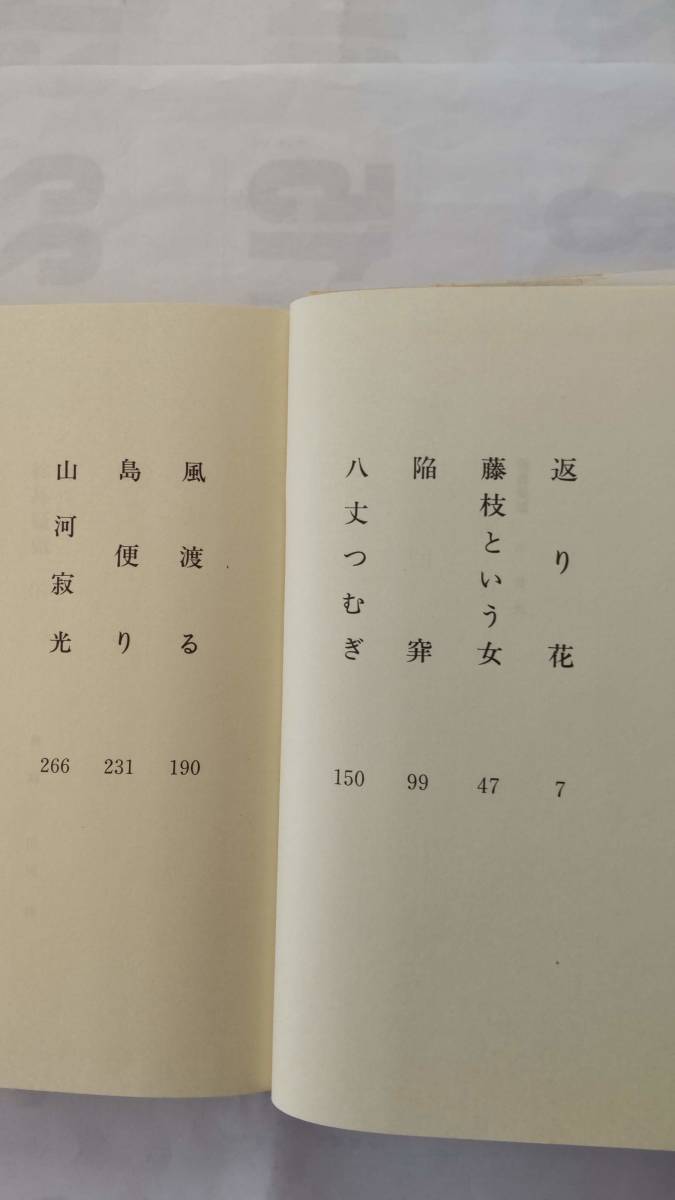 返り花 7
藤枝という女 47
陥穽 99
八丈つむぎ 150
風渡る 190
島便り 231
山河寂光 266